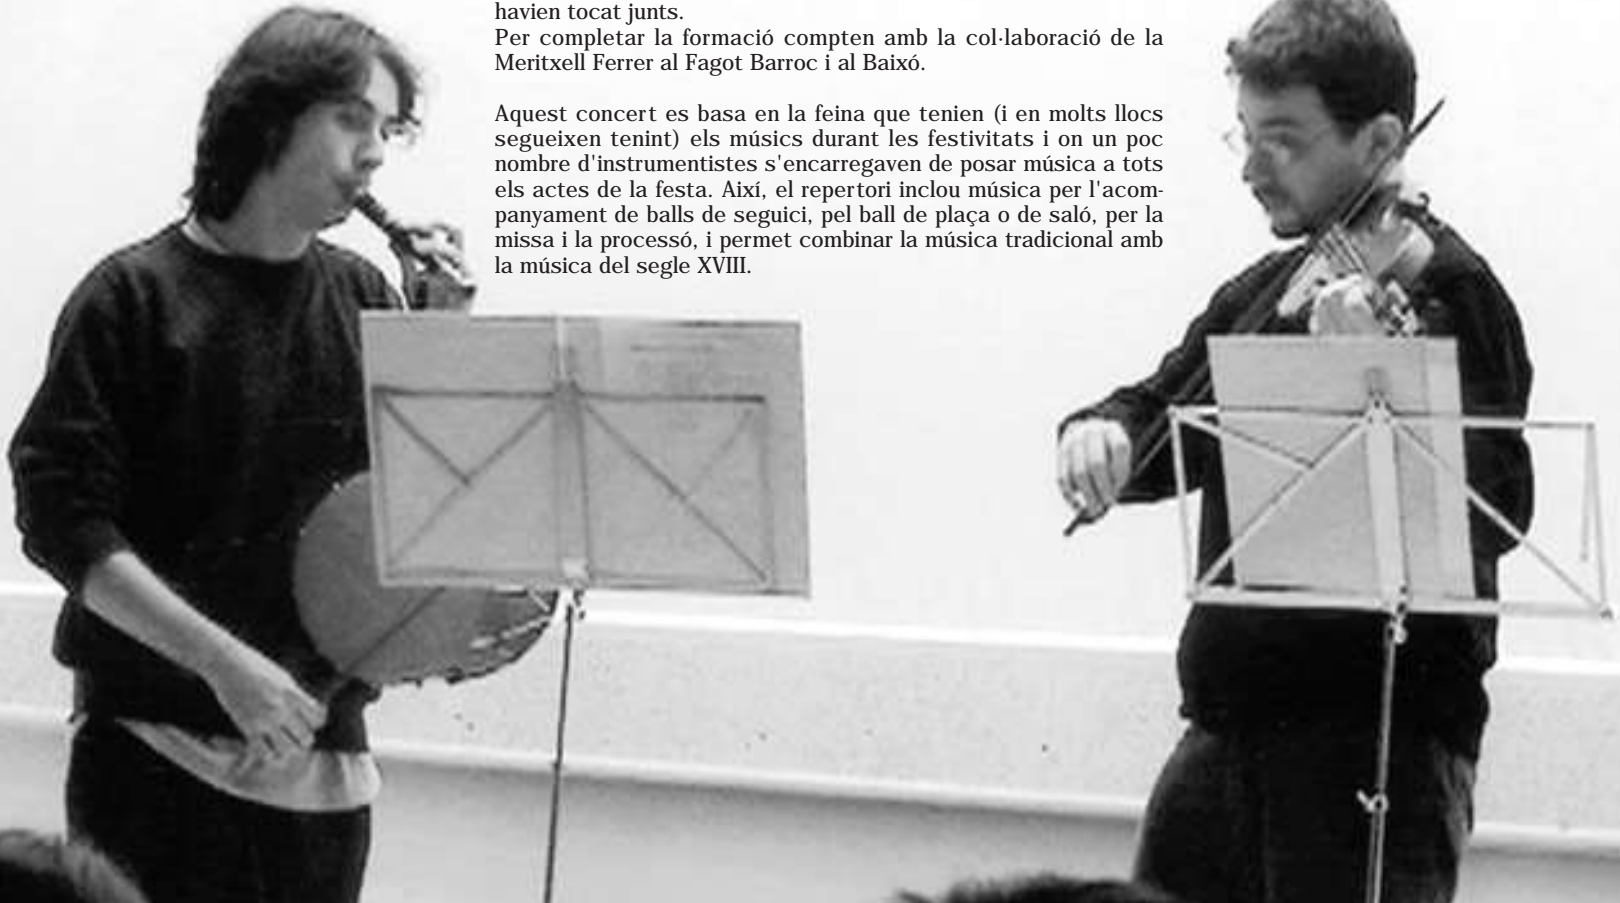 havien tocat junts.
Per completar la formació compten amb la col·laboració de la
Meritxell Ferrer al Fagot Barroc i al Baixó.
Aquest concert es basa en la feina que tenien (i en molts llocs
segueixen tenint) els músics durant les festivitats i on un poc
nombre d'instrumentistes s'encarregaven de posar música a tots
els actes de la festa. Així, el repertori inclou música per l'acom-
panyament de balls de seguici, pel ball de plaça o de saló, per la
missa i la processó, i permet combinar la música tradicional amb
la música del segle XVIII.